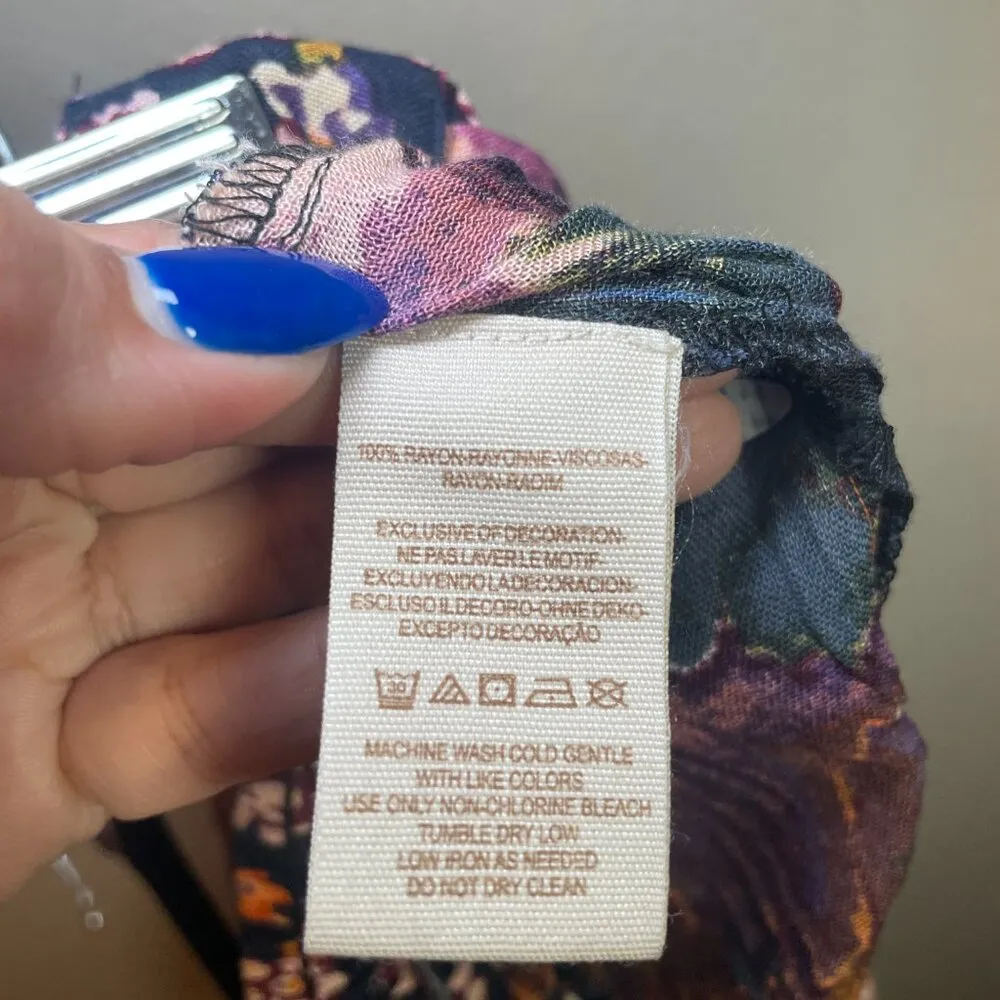 100% RAYON-RAYONNE-VISCOSAS-
RAYON-RADIM
EXCLUSIVE OF DECORATION-
NE PAS LAVER LE MOTIF-
EXCLUYENDO LA DECORACION-
ESCLUSO IL DECORO-OHNE DEKO-
EXCEPTO DECORAÇÃO
30
MACHINE WASH COLD GENTLE
WITH LIKE COLORS
USE ONLY NON-CHLORINE BLEACH
TUMBLE DRY LOW
LOW IRON AS NEEDED
DO NOT DRY CLEAN